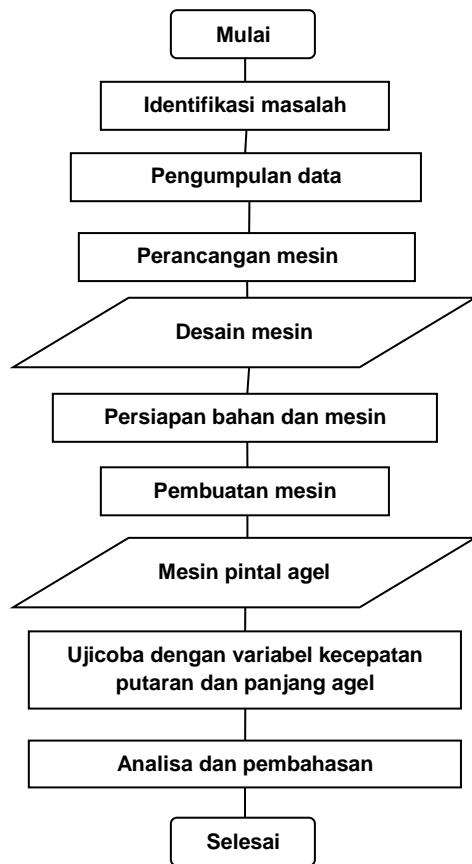 Mulai
Identifikasi masalah
Pengumpulan data
Perancangan mesin
Desain mesin
Persiapan bahan dan mesin
Pembuatan mesin
Mesin pintal agel
Ujicoba dengan variabel kecepatan
putaran dan panjang agel
Analisa dan pembahasan
Selesai